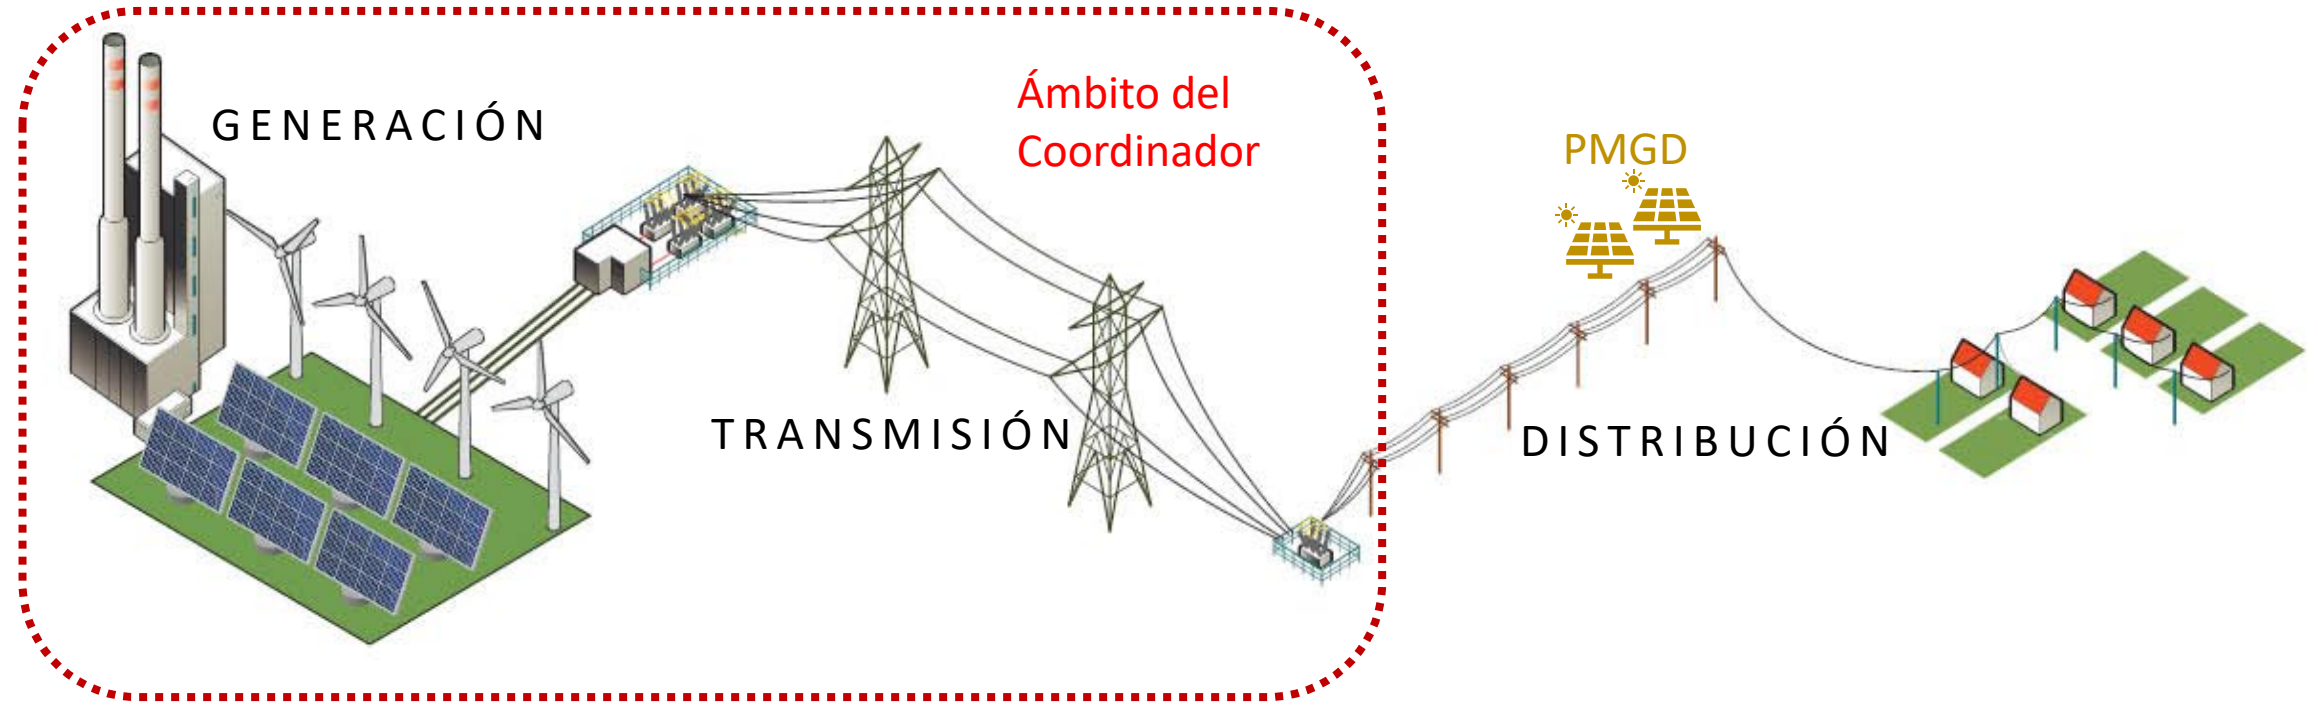 GENERACIÓN
Ámbito del
Coordinador
PMGD
TRANSMISIÓN
DISTRIBUCIÓN